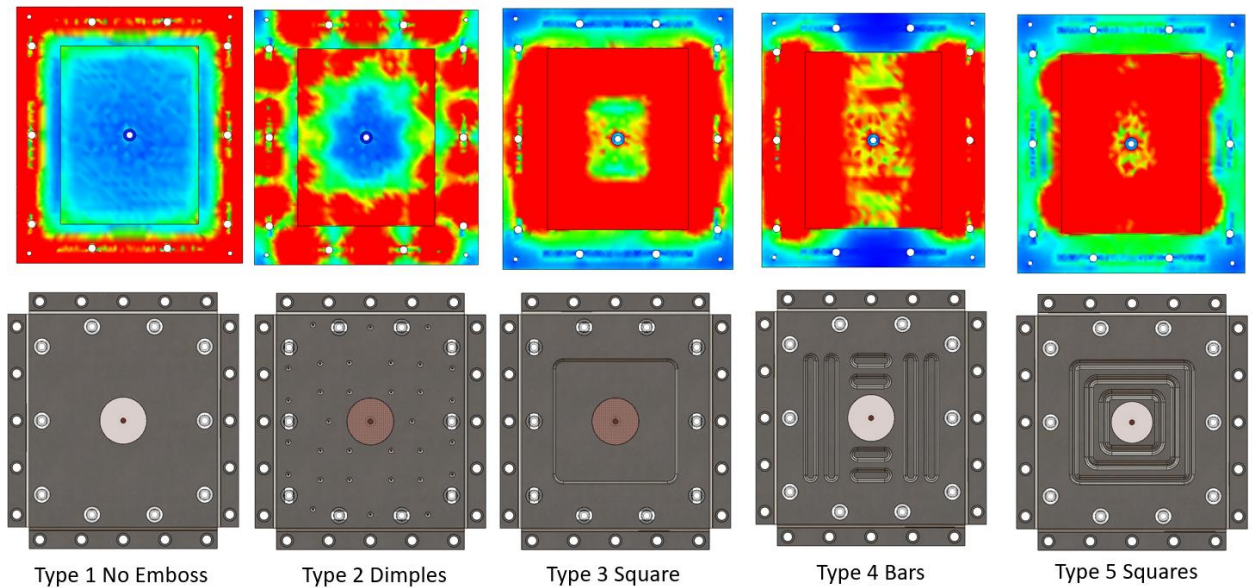 Type 1 No Emboss
Type 2 Dimples
Type 3 Square
Type 4 Bars
Type 5 Squares